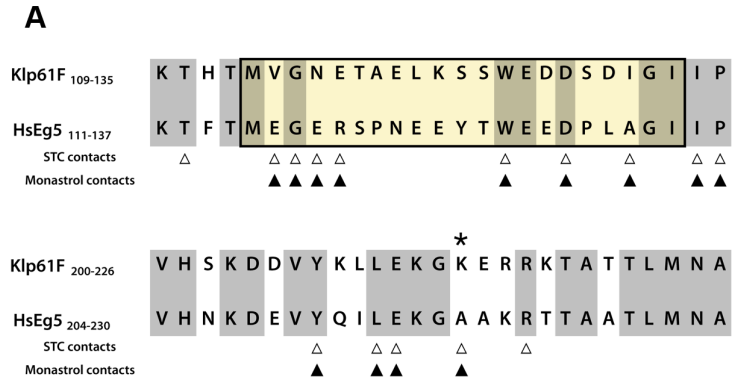 A
Klp61F 109-135 K T H T M V G N E T A E L K S S W E D D S D I G I I P
HsEg5 111-137 K T F T M E G E R S P N E E Y T W E E D P L A G I I P
STC contacts
Monastrol contacts
*
Klp61F 200-226 V H S K D D V Y K L L E K G K E R R K T A T T L M N A
HsEg5 204-230 V H N K D E V Y Q I L E K G A A K R T T A A T L M N A
STC contacts
Monastrol contacts